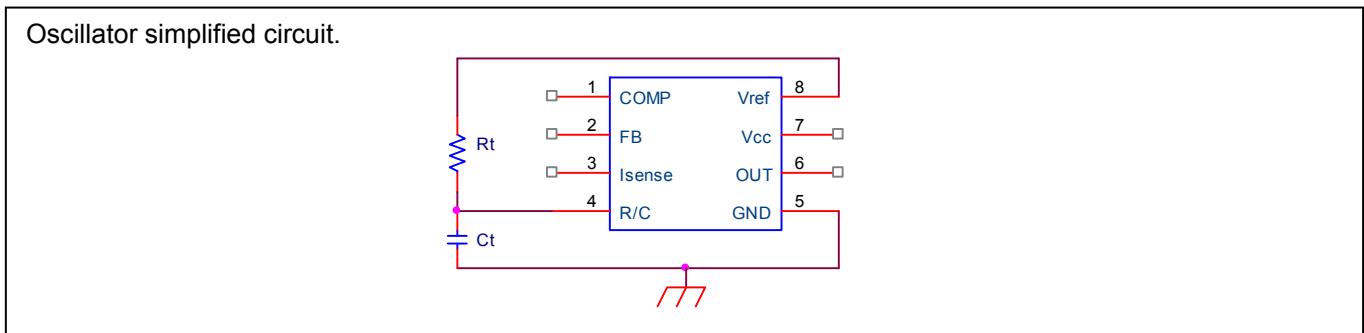 Oscillator simplified circuit.
1 COMP Vref 8
2 FB Vcc 7
Rt
3 Isense OUT 6
4 R/C GND 5
Ct